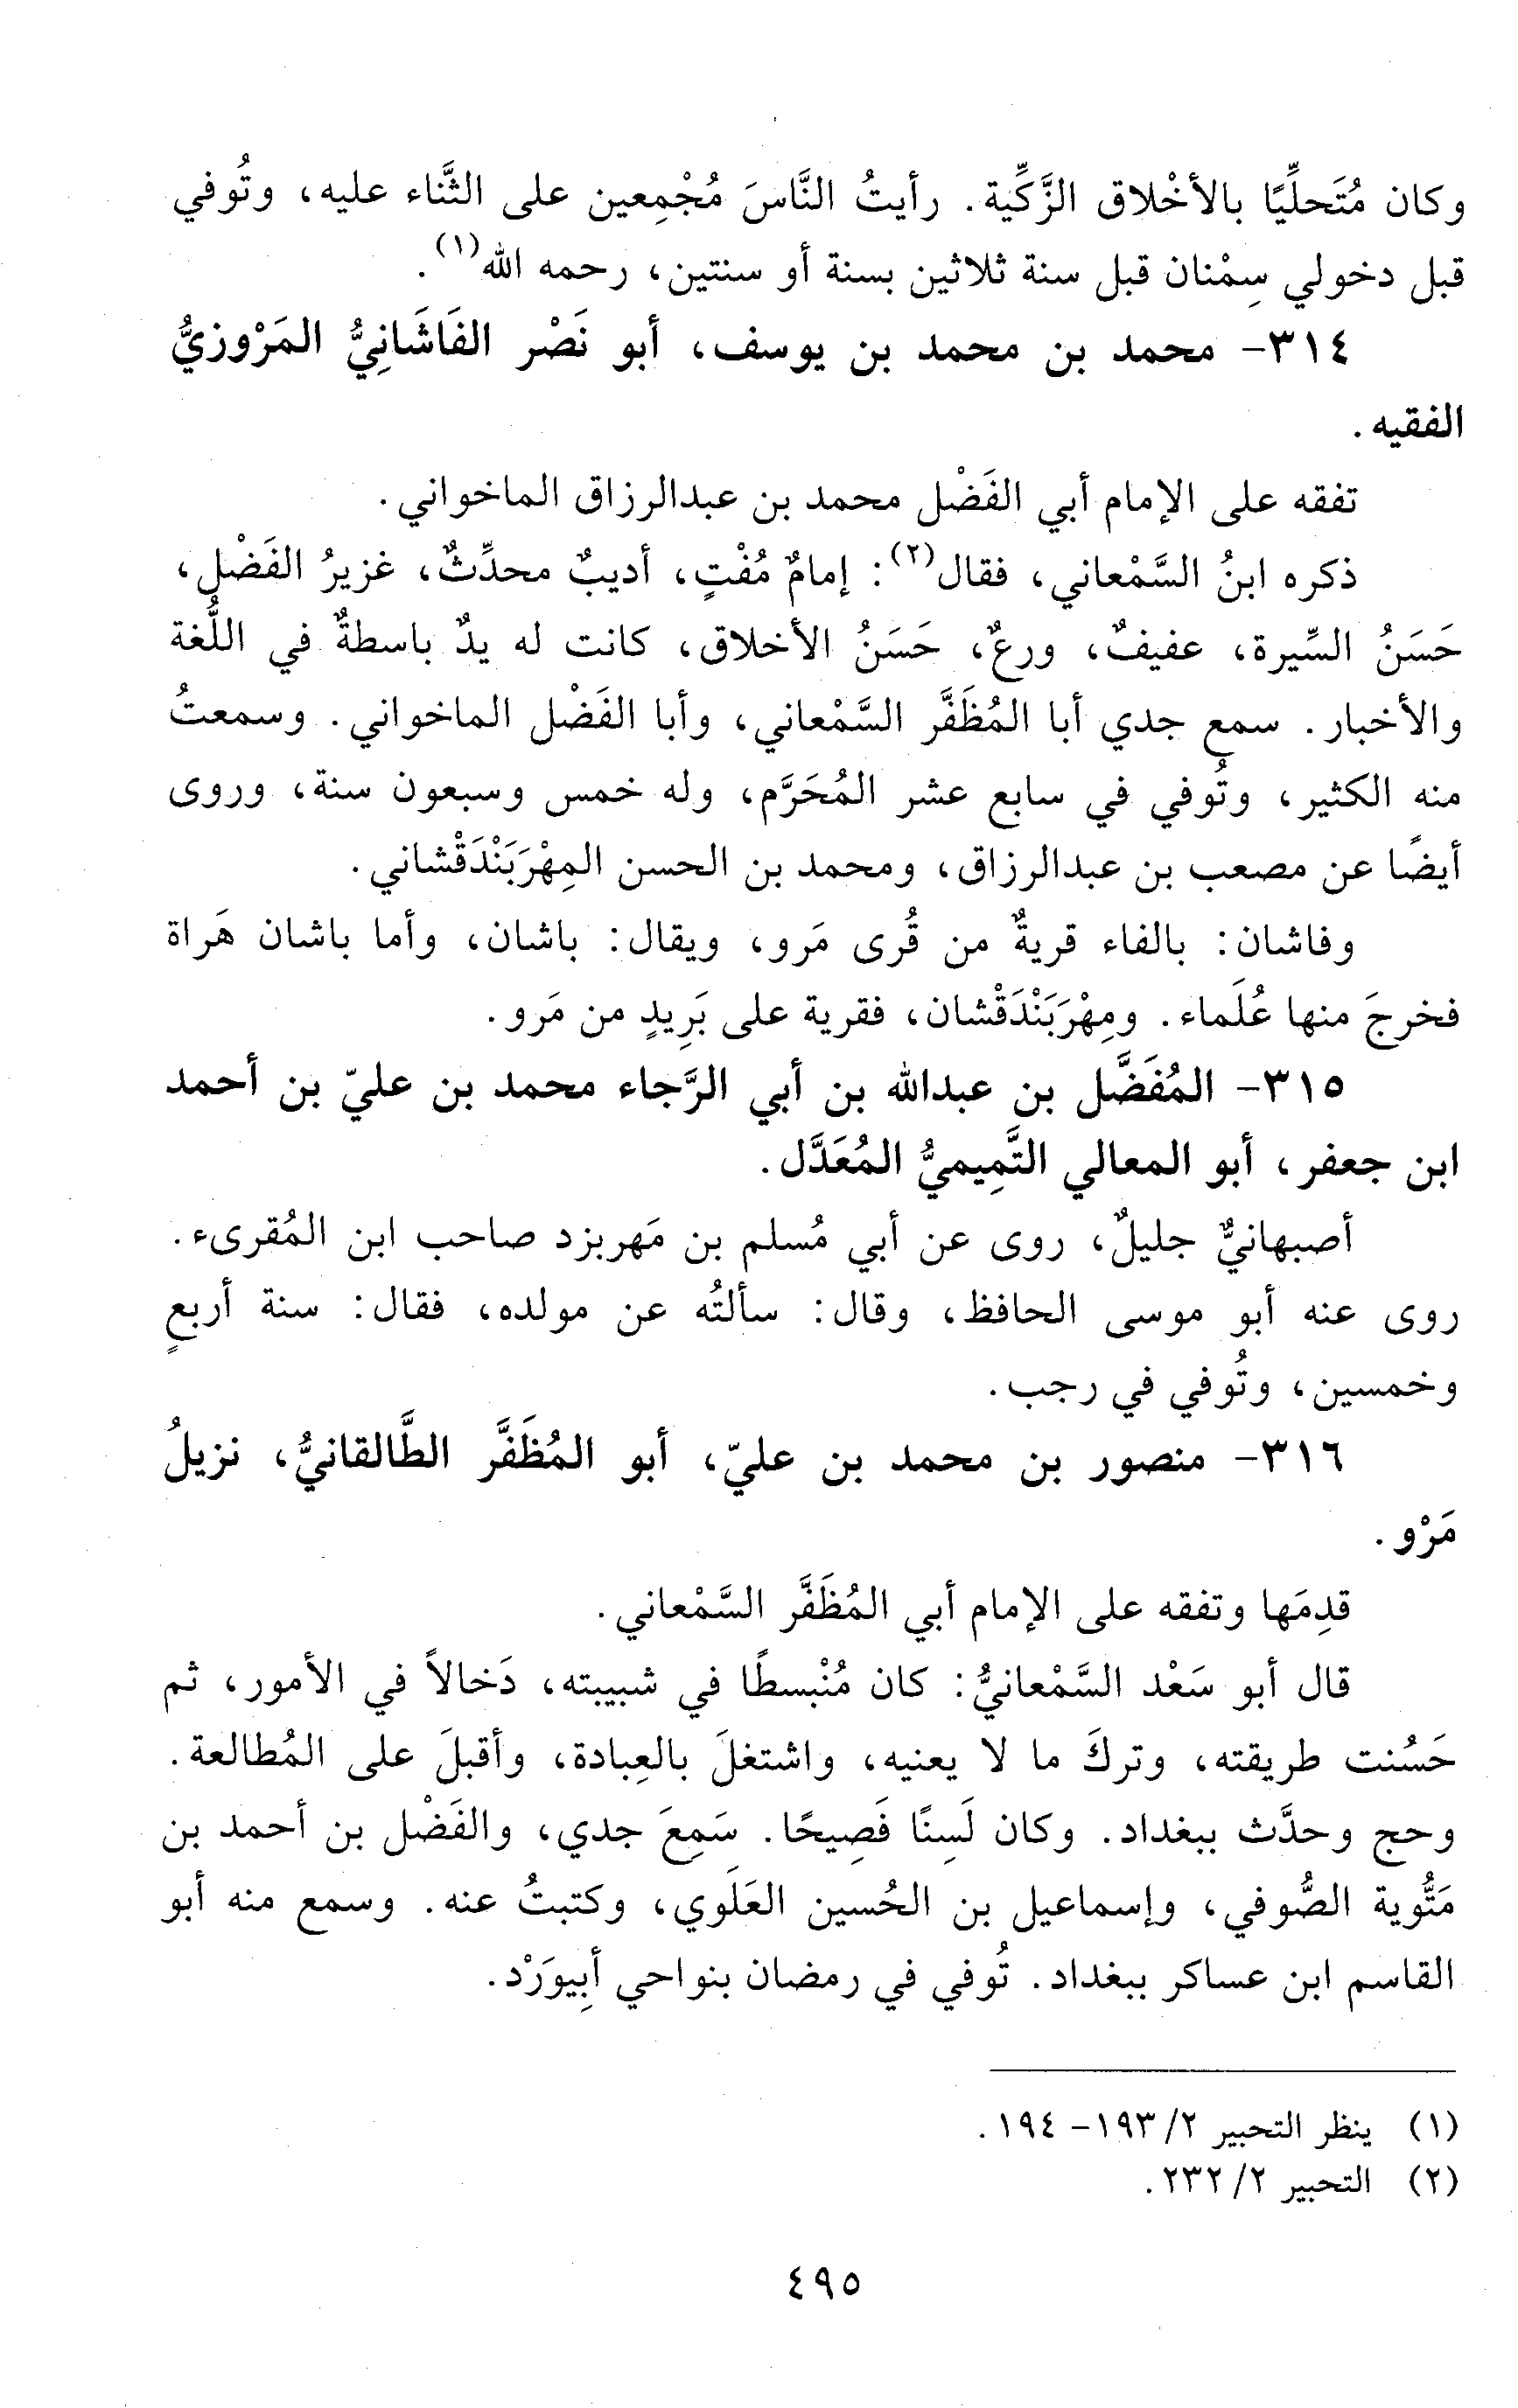 وكان مُتَحلِّيًا بالأخْلاق الزَّكِّية. رأيتُ النَّاسَ مُجْمِعين على الثَّناء عليه، وتُوفي
قبل دخولي سِمْنان قبل سنة ثلاثين بسنة أو سنتين، رحمه الله(١).
٣١٤- محمد بن محمد بن يوسف، أبو نَصْر الفَاشَانِيُّ المَرْوزيُّ
الفقيه.
تفقه على الإمام أبي الفَضْل محمد بن عبدالرزاق الماخواني.
ذكره ابنُ السَّمْعاني، فقال(٢): إمامٌ مُفْتٍ، أديبٌ محدِّثٌ، غزيرُ الفَضْل،
حَسَنُ السِّيرة، عفيفٌ، ورعٌ، حَسَنُ الأخلاق، كانت له يدٌ باسطةٌ في اللُّغة
والأخبار. سمع جدي أبا المُظَفَّر السَّمْعاني، وأبا الفَضْل الماخواني. وسمعتُ
منه الكثير، وتُوفي في سابع عشر المُحَرَّم، وله خمس وسبعون سنة، وروى
أيضًا عن مصعب بن عبدالرزاق، ومحمد بن الحسن المِهْرَبَنْدَقْشاني.
وفاشان: بالفاء قريةٌ من قُرى مَرو، ويقال: باشان، وأما باشان هَراة
فخرجَ منها عُلَماء. ومِهْرَبَنْدَقْشان، فقرية على بَرِيدٍ من مَرو.
٣١٥- المُفَضَّل بن عبدالله بن أبي الرَّجاء محمد بن عليّ بن أحمد
ابن جعفر، أبو المعالي التَّمِيميُّ المُعَدَّل.
أصبهانيٌّ جليلٌ، روى عن أبي مُسلم بن مَهربزد صاحب ابن المُقرىء.
روى عنه أبو موسى الحافظ، وقال: سألتُه عن مولده، فقال: سنة أربعٍ
وخمسين، وتُوفي في رجب.
٣١٦- منصور بن محمد بن عليّ، أبو المُظَفَّر الطَّالقانيُّ، نزيلُ
مَرْو.
قدِمَها وتفقه على الإمام أبي المُظَفَّر السَّمْعاني.
قال أبو سَعْد السَّمْعانيُّ: كان مُنْبسطًا في شبيبته، دَخالاً في الأمور، ثم
حَسُنت طريقته، وتركَ ما لا يعنيه، واشتغلَ بالعِبادة، وأقبلَ على المُطالعة.
وحج وحدَّث ببغداد. وكان لَسِنًا فَصِيحًا. سَمِعَ جدي، والفَضْل بن أحمد بن
مَتُّوية الصُّوفي، وإسماعيل بن الحُسين العَلَوي، وكتبتُ عنه. وسمع منه أبو
القاسم ابن عساكر ببغداد. تُوفي في رمضان بنواحي أبِيوَرْد.
(١) ينظر التحبير ٢/ ١٩٣- ١٩٤.
(٢) التحبير ٢/ ٢٣٢.
٤٩٥